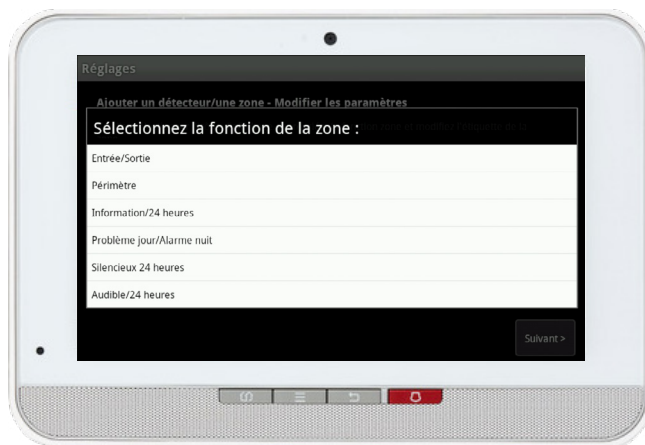 Réglages
Ajouter un détecteur/une zone - Modifier les paramètres
Sélectionnez la fonction de la zone :
Entrée/Sortie
Périmètre
Information/24 heures
Problème jour/Alarme nuit
Silencieux 24 heures
Audible/24 heures
Suivant >